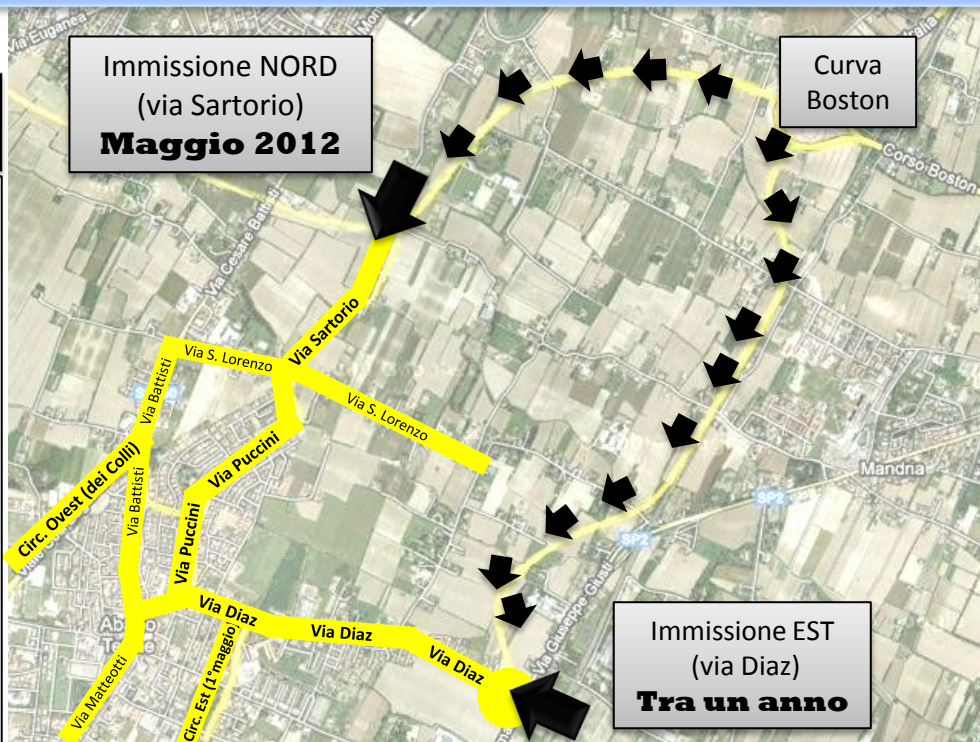 Via Euganea
Immissione NORD
(via Sartorio)
Maggio 2012
Curva
Boston
Corso Boston
Via Cesare Battisti
Via Sartorio
Via S. Lorenzo
Via S. Lorenzo
Via Battisti
Via Puccini
Circ. Ovest (dei Colli)
Via Battisti
Via Puccini
Mandria
SP2
SP2
Via Giuseppe Giusti
Via Diaz
Via Diaz
Via Diaz
Via Matteotti
Circ. Est (1°maggio)
Immissione EST
(via Diaz)
Tra un anno